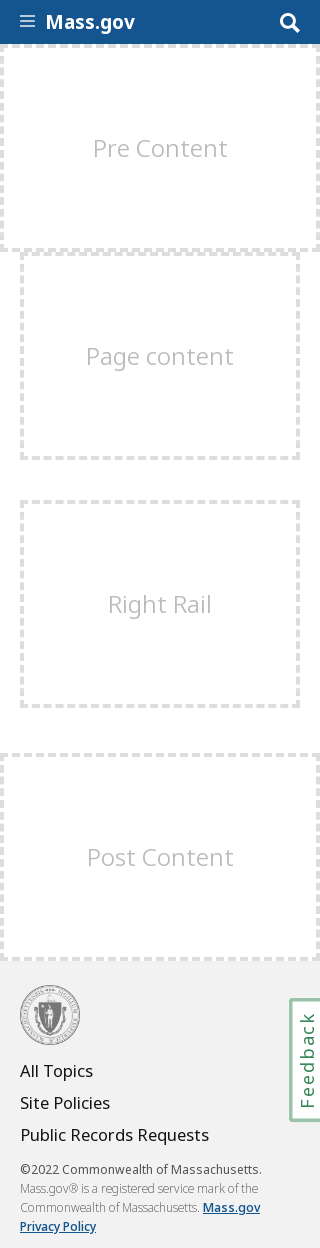 Mass.gov
Pre Content
Page content
Right Rail
Post Content
All Topics
Site Policies
Public Records Requests
©2022 Commonwealth of Massachusetts.
Mass.gov® is a registered service mark of the
Commonwealth of Massachusetts. Mass.gov
Privacy Policy
Feedback